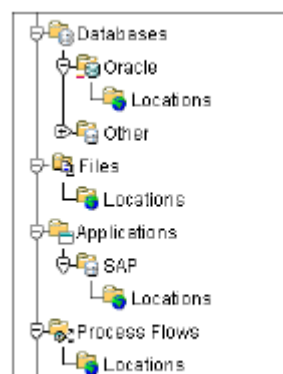 Databases
Oracle
Locations
Other
Files
Locations
Applications
SAP
Locations
Process Flows
Locations